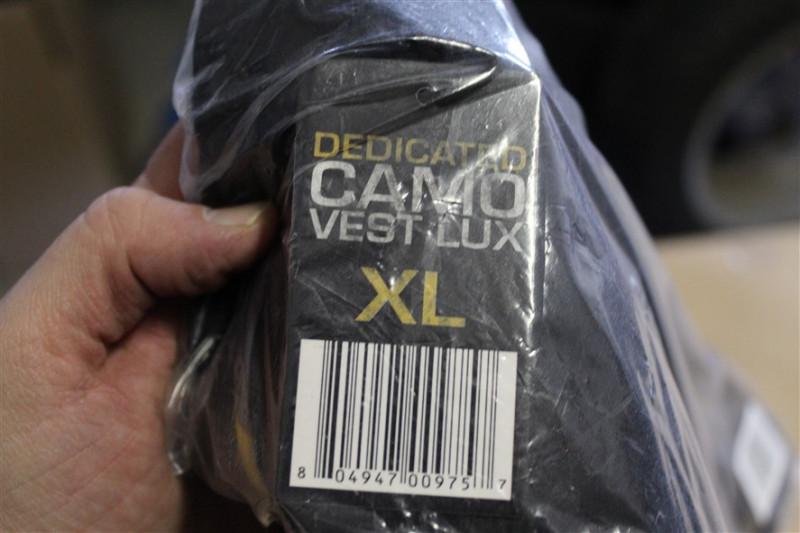 DEDICATED
CAMO
VEST LUX
XL
8 04947 00975 7